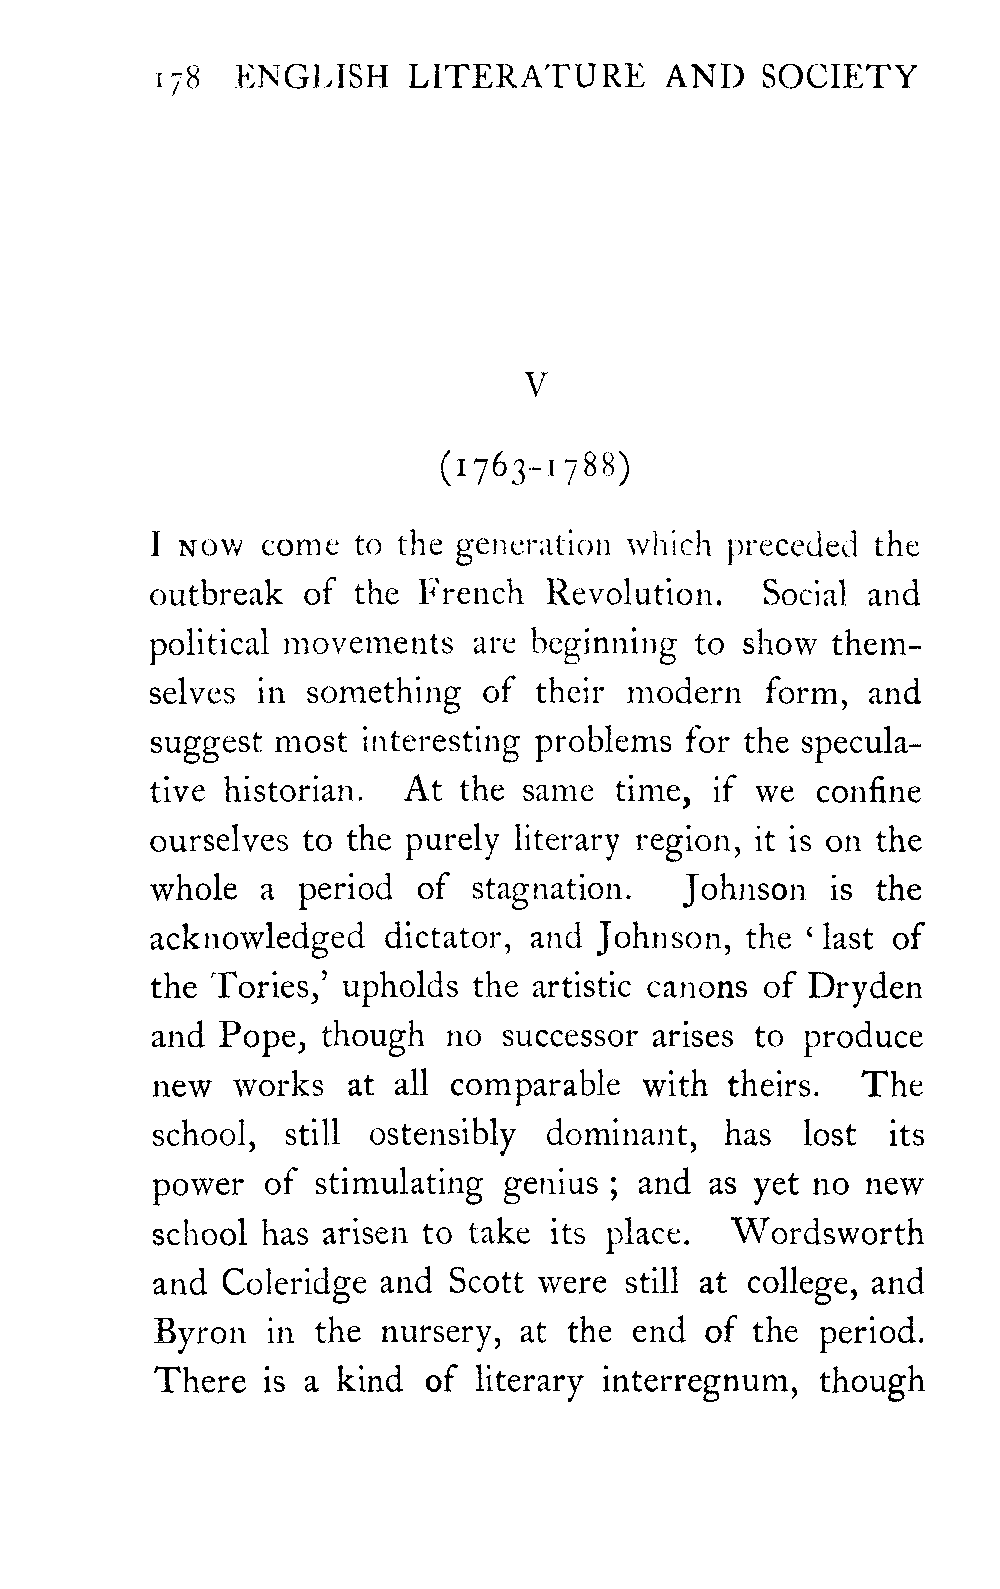 178 ENGLISH LITERATURE AND SOCIETY
V
(1763-1788)
I NOW come to the generation which preceded the
outbreak of the French Revolution. Social and
political movements are beginning to show them-
selves in something of their modern form, and
suggest most interesting problems for the specula-
tive historian. At the same time, if we confine
ourselves to the purely literary region, it is on the
whole a period of stagnation. Johnson is the
acknowledged dictator, and Johnson, the ‘last of
the Tories,’ upholds the artistic canons of Dryden
and Pope, though no successor arises to produce
new works at all comparable with theirs. The
school, still ostensibly dominant, has lost its
power of stimulating genius ; and as yet no new
school has arisen to take its place. Wordsworth
and Coleridge and Scott were still at college, and
Byron in the nursery, at the end of the period.
There is a kind of literary interregnum, though